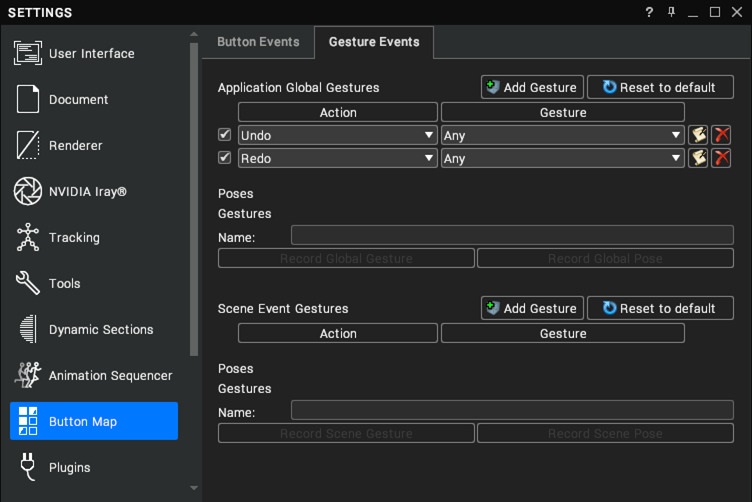 SETTINGS
?
User Interface
Document
Renderer
NVIDIA Iray®
Tracking
Tools
Dynamic Sections
Animation Sequencer
Button Map
Plugins
Button Events Gesture Events
Application Global Gestures Add Gesture Reset to default
Action Gesture
Undo Any
Redo Any
Poses
Gestures
Name:
Record Global Gesture Record Global Pose
Scene Event Gestures Add Gesture Reset to default
Action Gesture
Poses
Gestures
Name:
Record Scene Gesture Record Scene Pose